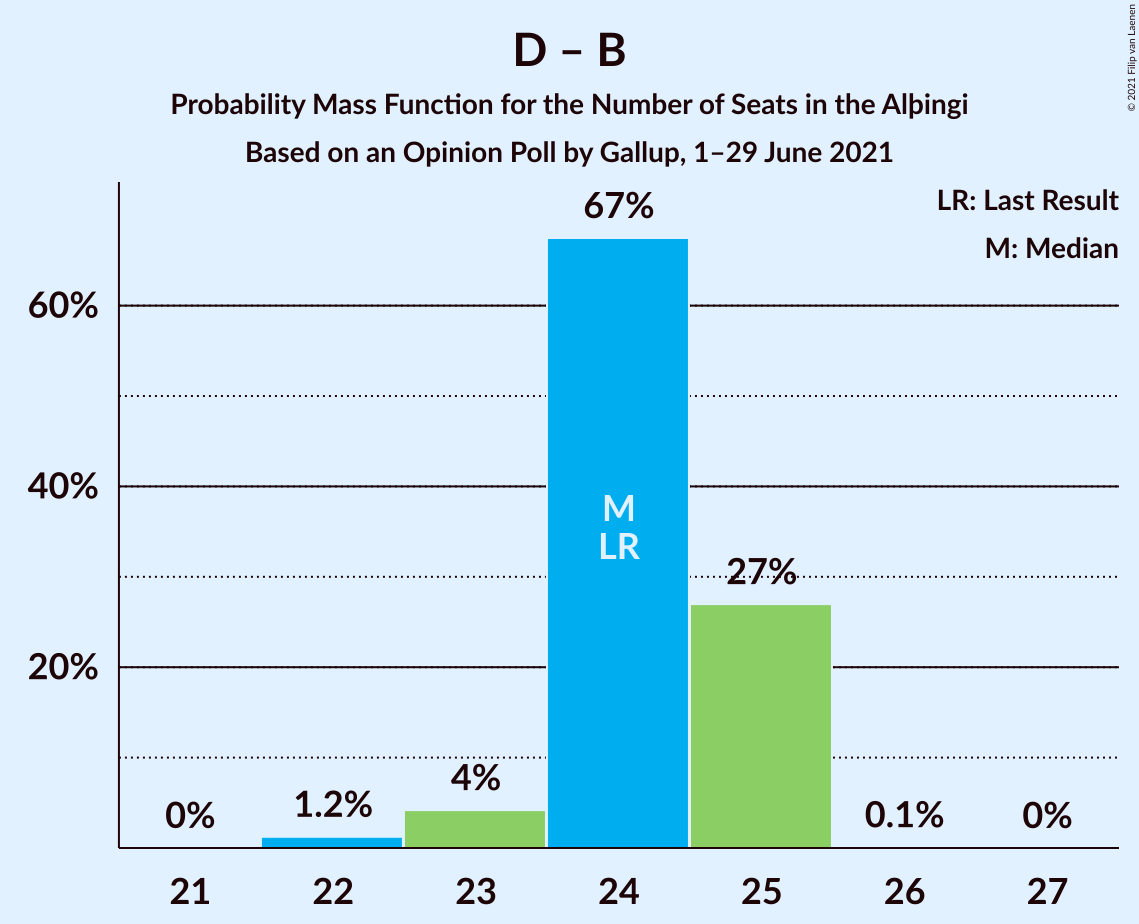 © 2021 Filip van Laenen
D – B
Probability Mass Function for the Number of Seats in the Alþingi
Based on an Opinion Poll by Gallup, 1–29 June 2021
LR: Last Result
M: Median
67%
60%
40%
20%
M
LR
27%
4%
1.2%
0%
0.1%
0%
21 22 23 24 25 26 27